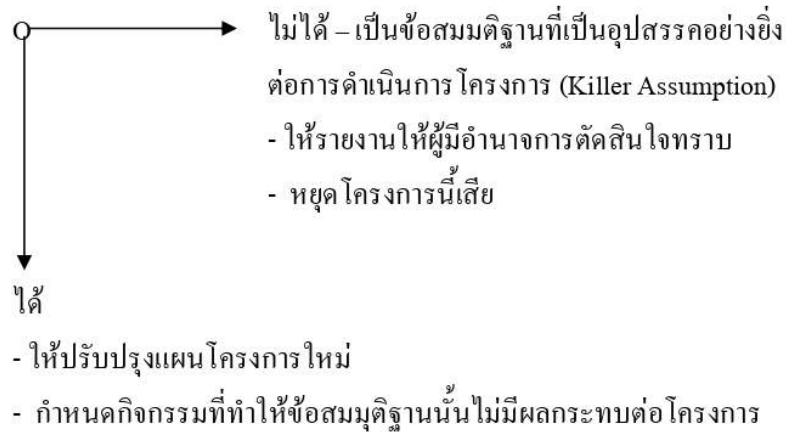 O ไม่ได้ – เป็นข้อสมมติฐานที่เป็นอุปสรรคอย่างยิ่ง
ต่อการดำเนินการโครงการ (Killer Assumption)
- ให้รายงานให้ผู้มีอำนาจการตัดสินใจทราบ
- หยุดโครงการนี้เสีย
ได้
- ให้ปรับปรุงแผนโครงการใหม่
- กำหนดกิจกรรมที่ทำให้ข้อสมมุติฐานนั้นไม่มีผลกระทบต่อโครงการ